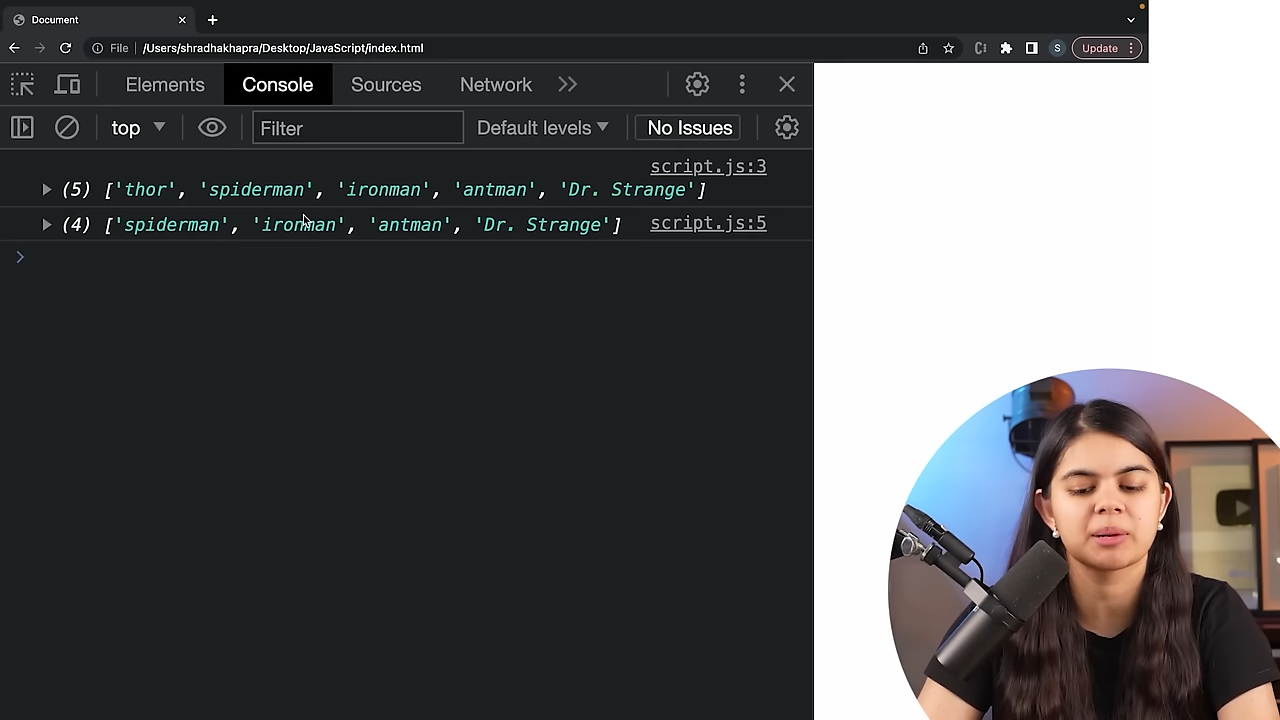 Document
File /Users/shradhakhapra/Desktop/JavaScript/index.html S Update
Elements Console Sources Network
top Filter Default levels No Issues
script.js:3
(5) ['thor', 'spiderman', 'ironman', 'antman', 'Dr. Strange']
(4) ['spiderman', 'ironman', 'antman', 'Dr. Strange'] script.js:5